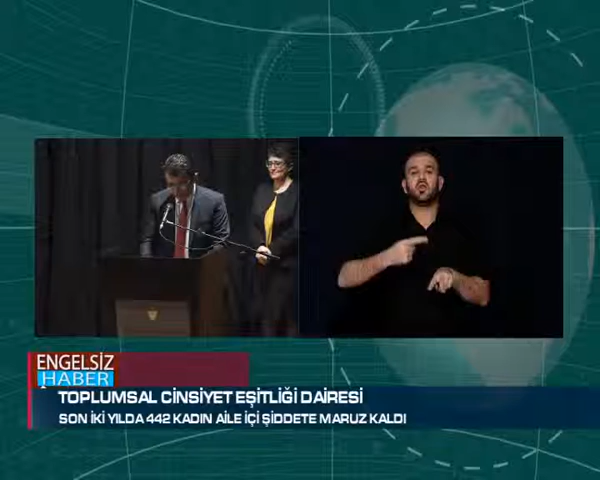 ENGELSİZ
HABER
TOPLUMSAL CİNSİYET EŞİTLİĞİ DAİRESİ
SON İKİ YILDA 442 KADIN AİLE İÇİ ŞİDDETE MARUZ KALDI